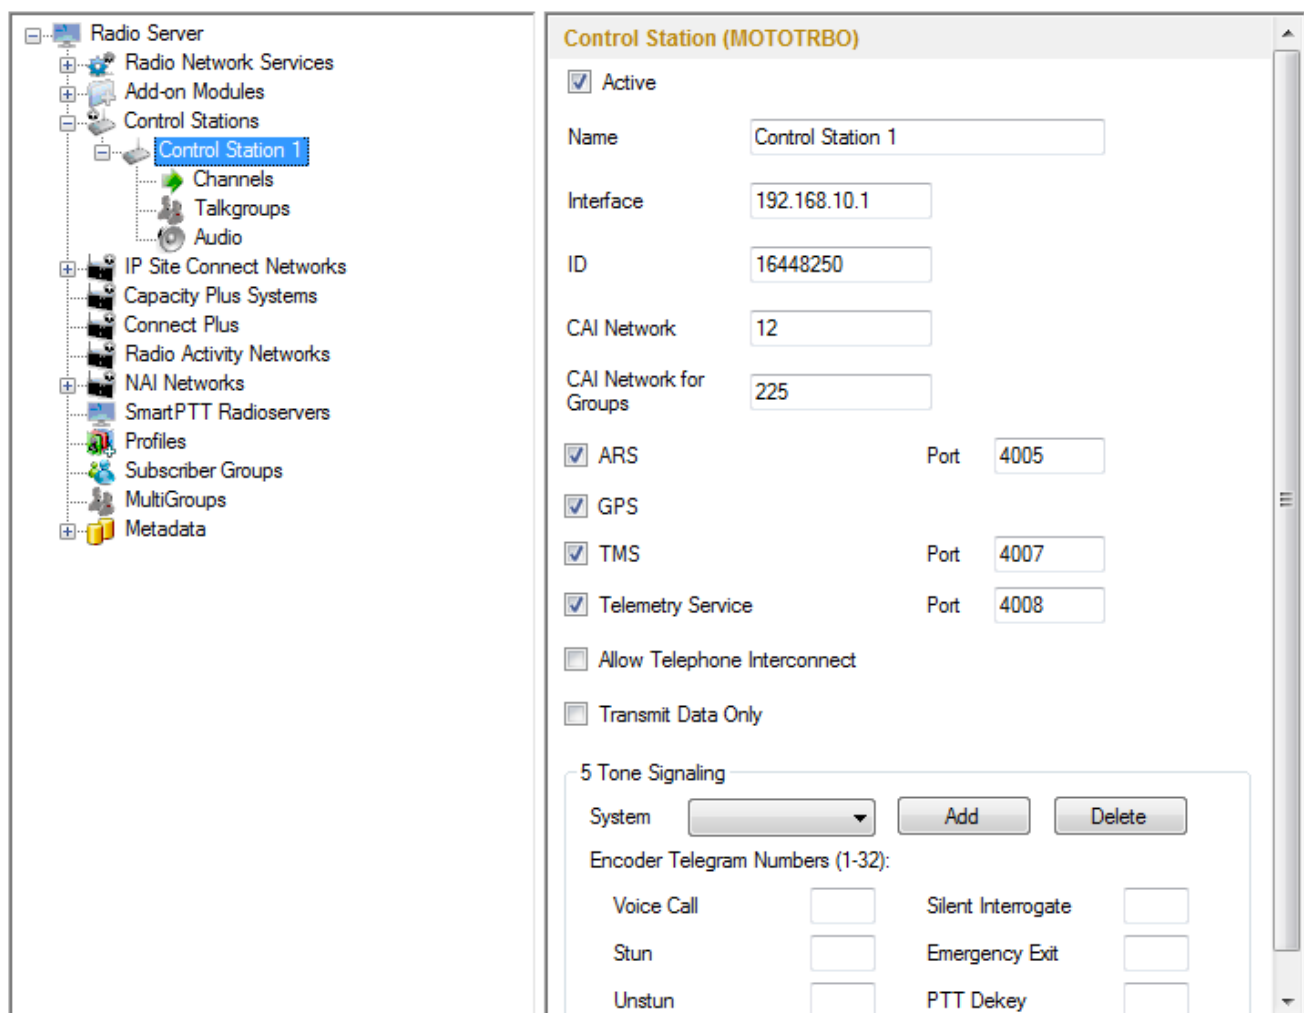 Radio Server
Radio Network Services
Add-on Modules
Control Stations
Control Station 1
Channels
Talkgroups
Audio
IP Site Connect Networks
Capacity Plus Systems
Connect Plus
Radio Activity Networks
NAI Networks
SmartPTT Radioservers
Profiles
Subscriber Groups
MultiGroups
Metadata
Control Station (MOTOTRBO)
Active
Name Control Station 1
Interface 192.168.10.1
ID 16448250
CAI Network 12
CAI Network for
Groups 225
ARS Port 4005
GPS
TMS Port 4007
Telemetry Service Port 4008
Allow Telephone Interconnect
Transmit Data Only
5 Tone Signaling
System Add Delete
Encoder Telegram Numbers (1-32):
Voice Call Silent Interrogate
Stun Emergency Exit
Unstun PTT Dekey